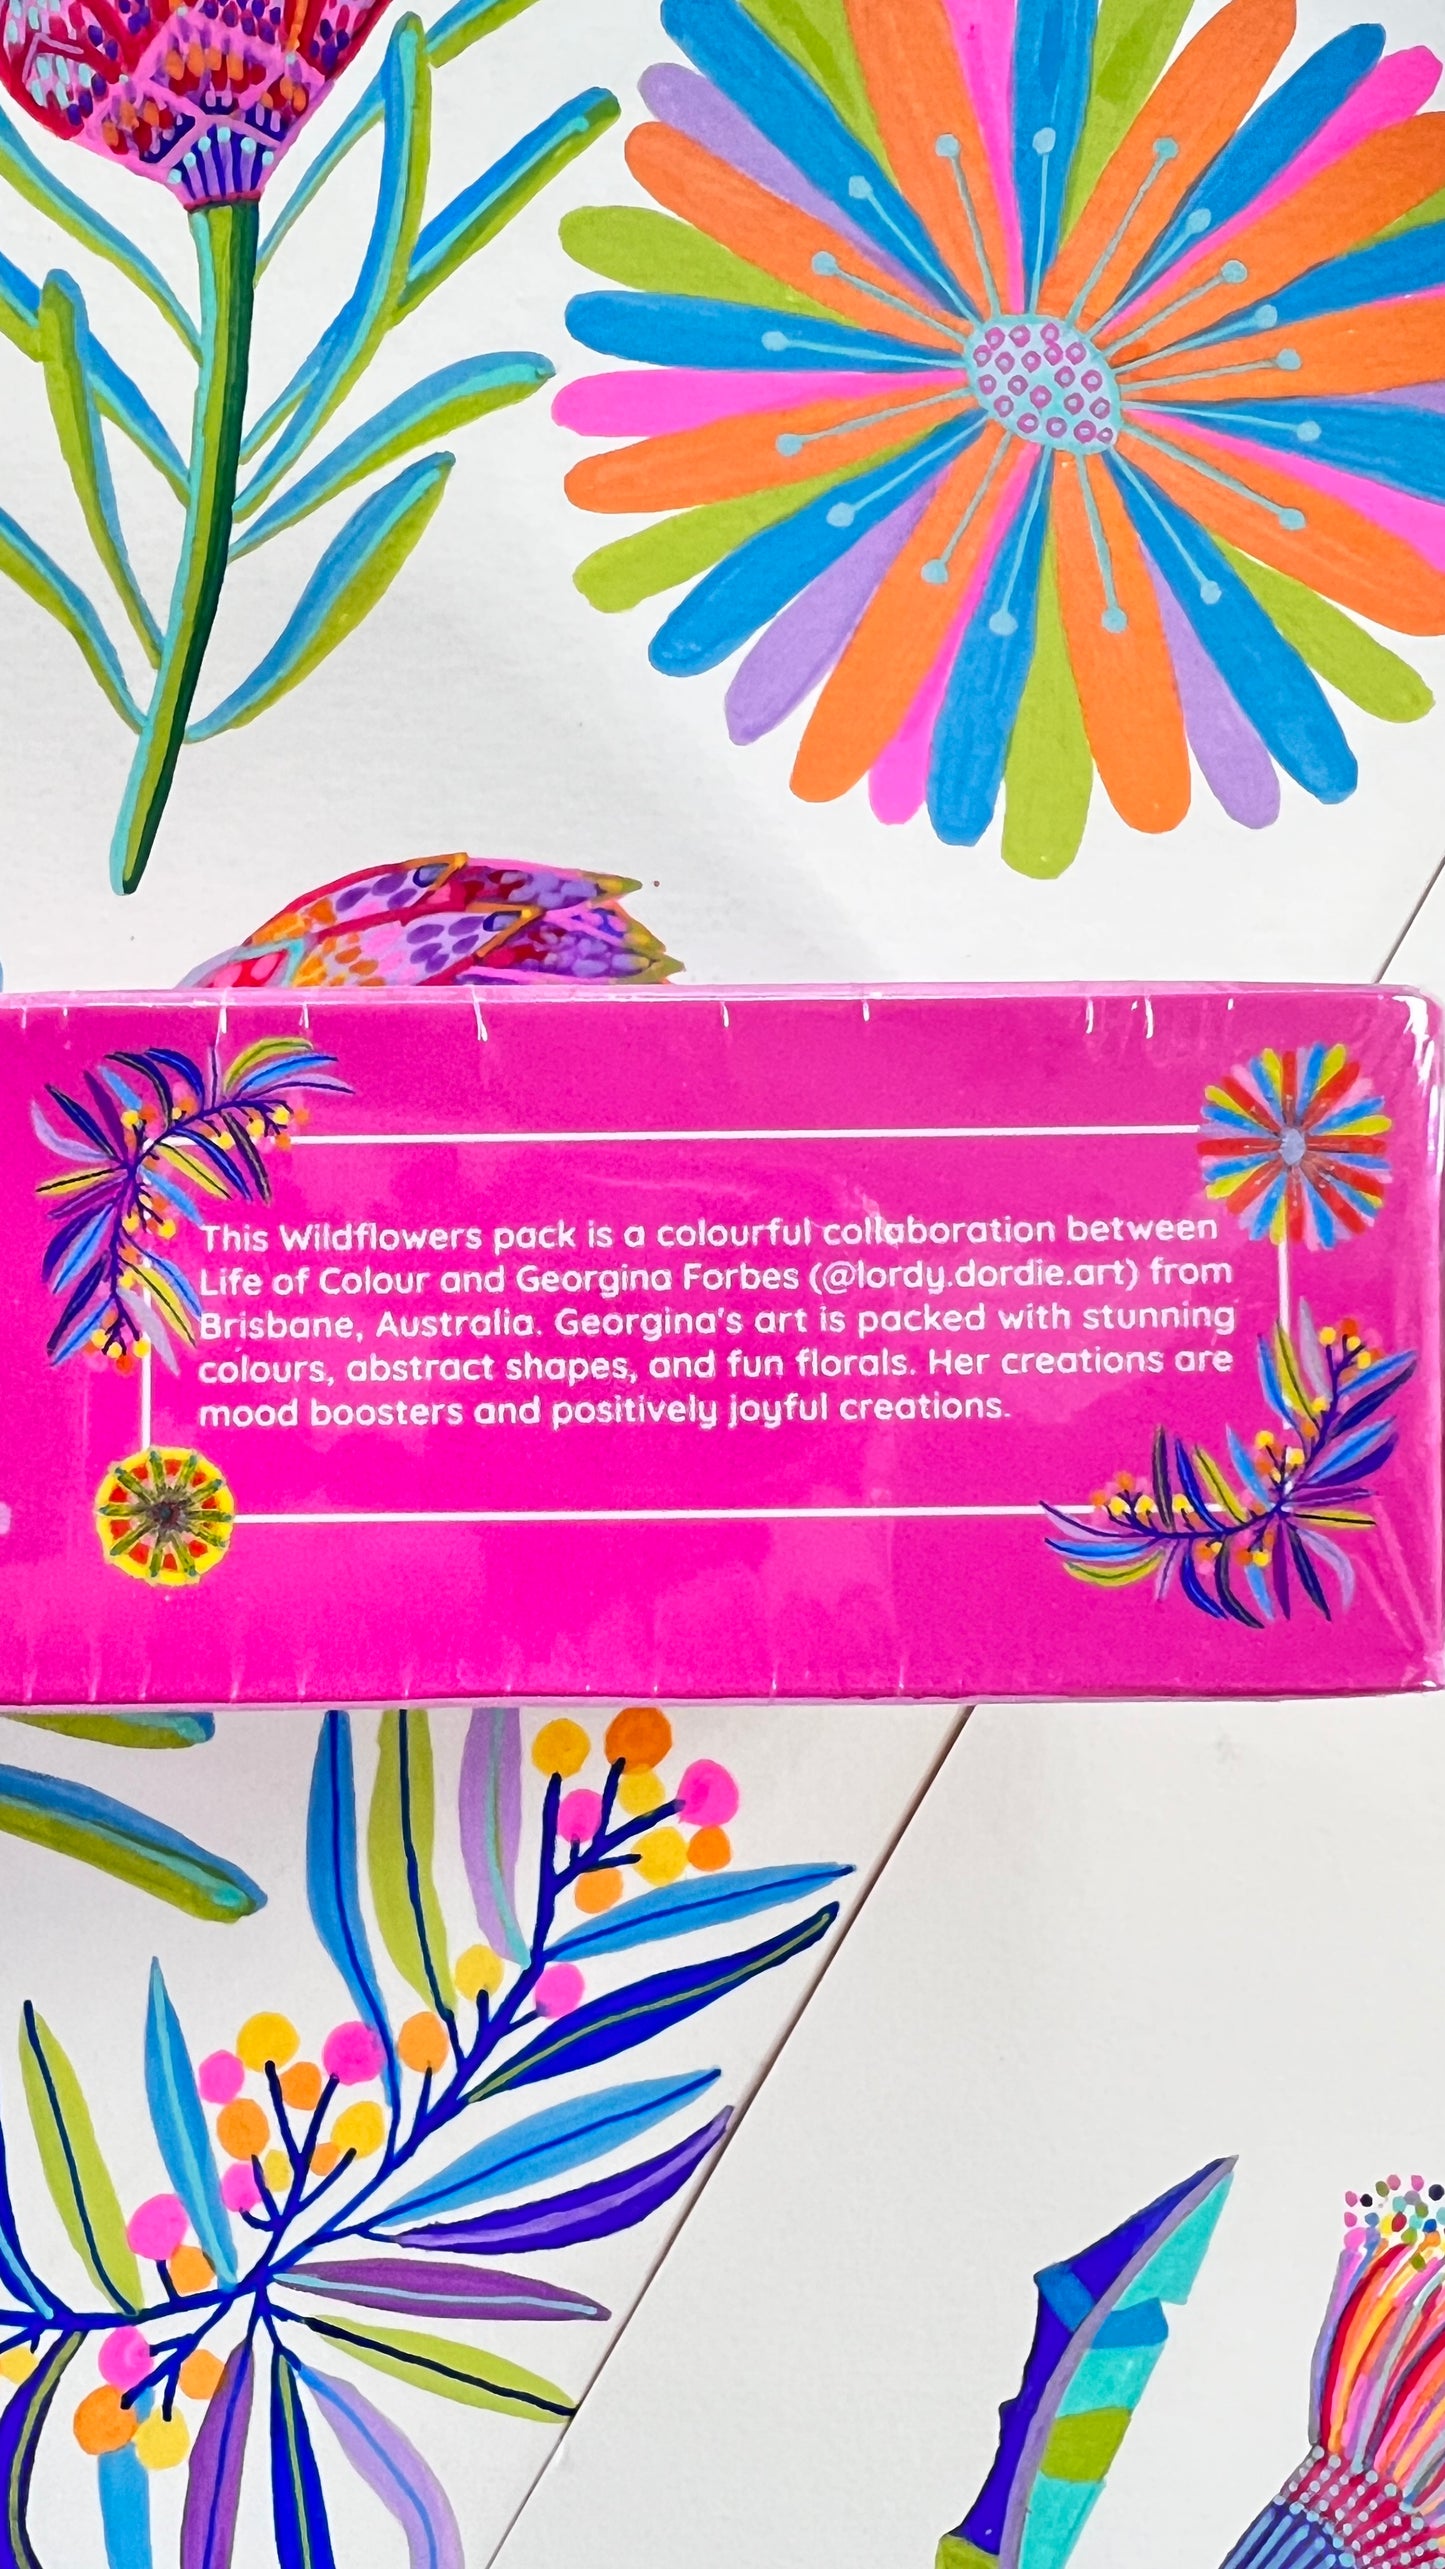 This Wildflowers pack is a colourful collaboration between
Life of Colour and Georgina Forbes (@lordy.dordie.art) from
Brisbane, Australia. Georgina's art is packed with stunning
colours, abstract shapes, and fun florals. Her creations are
mood boosters and positively joyful creations.